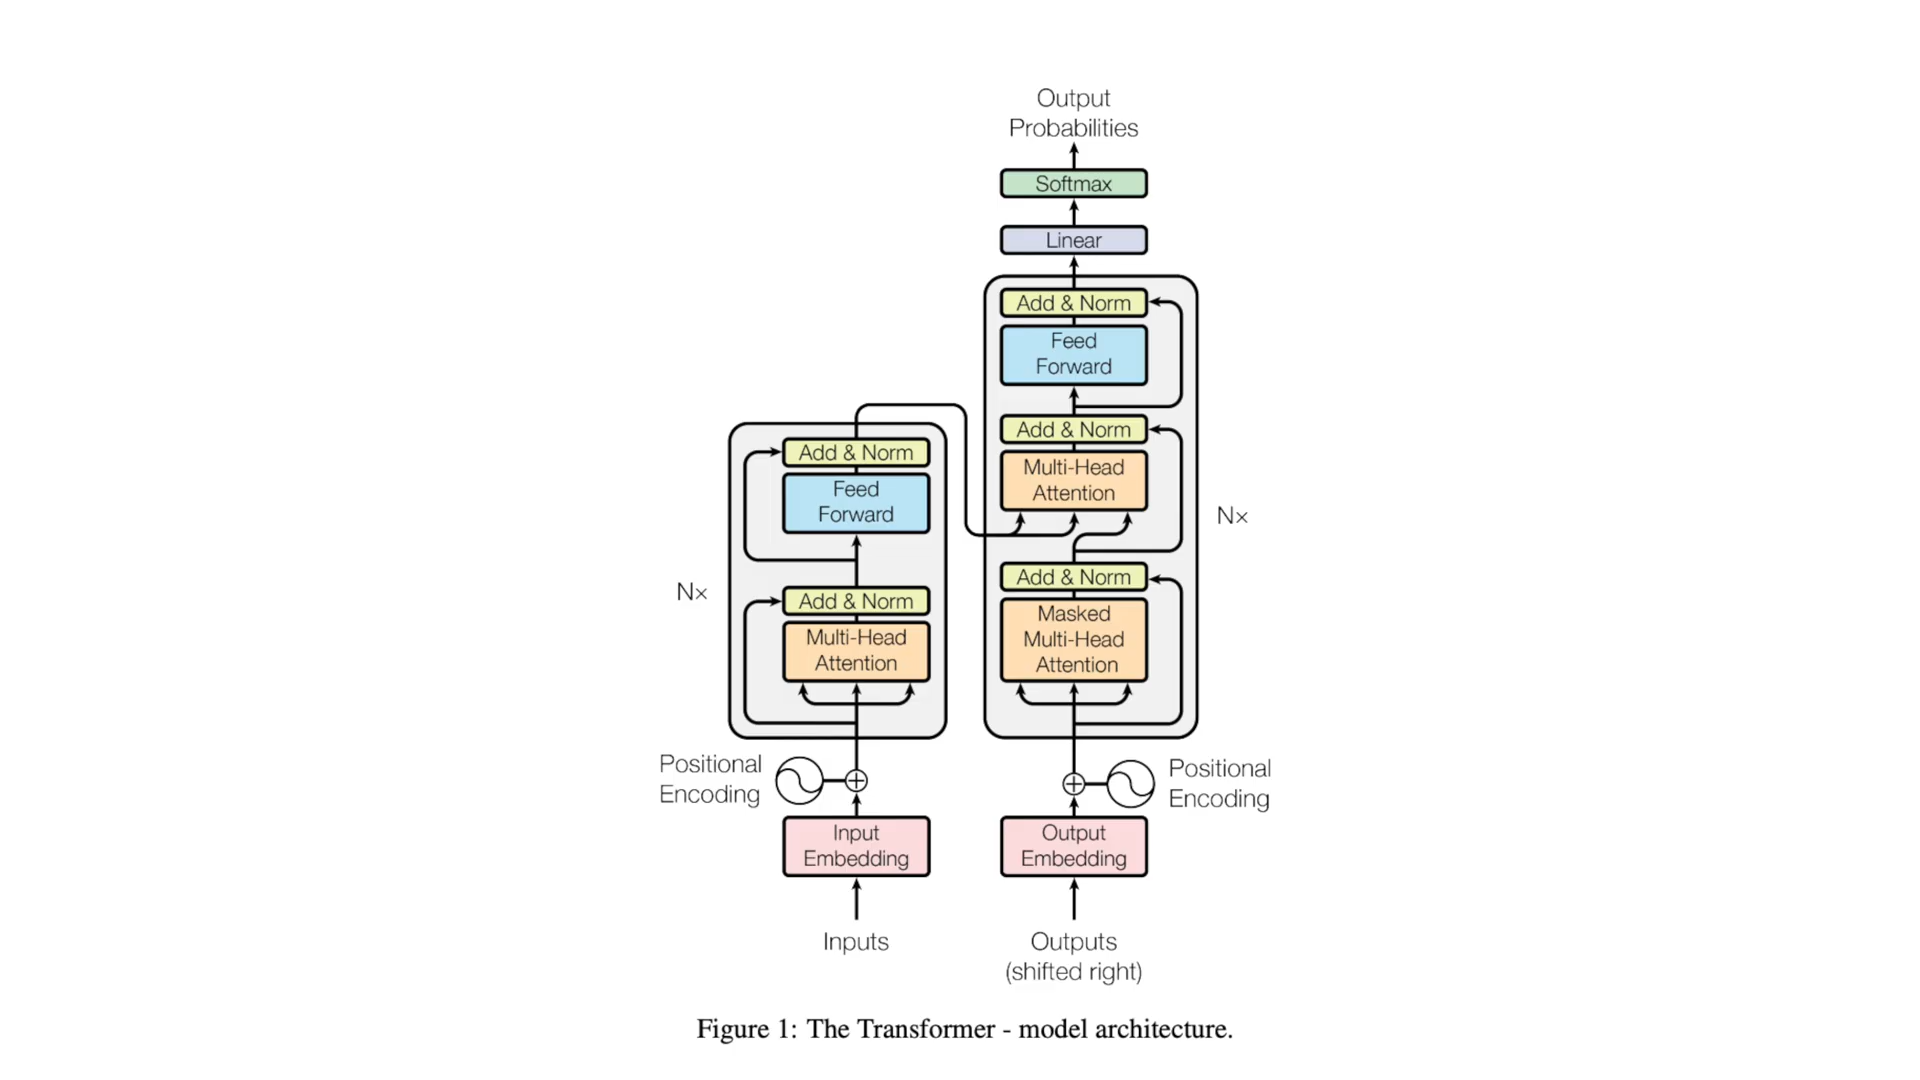 Output
Probabilities
Softmax
Linear
Add & Norm
Feed
Forward
Add & Norm
Multi-Head
Attention
N×
Add & Norm
Masked
Multi-Head
Attention
Add & Norm
Feed
Forward
N×
Add & Norm
Multi-Head
Attention
Positional
Encoding
Positional
Encoding
Input
Embedding
Output
Embedding
Inputs
Outputs
(shifted right)
Figure 1: The Transformer - model architecture.